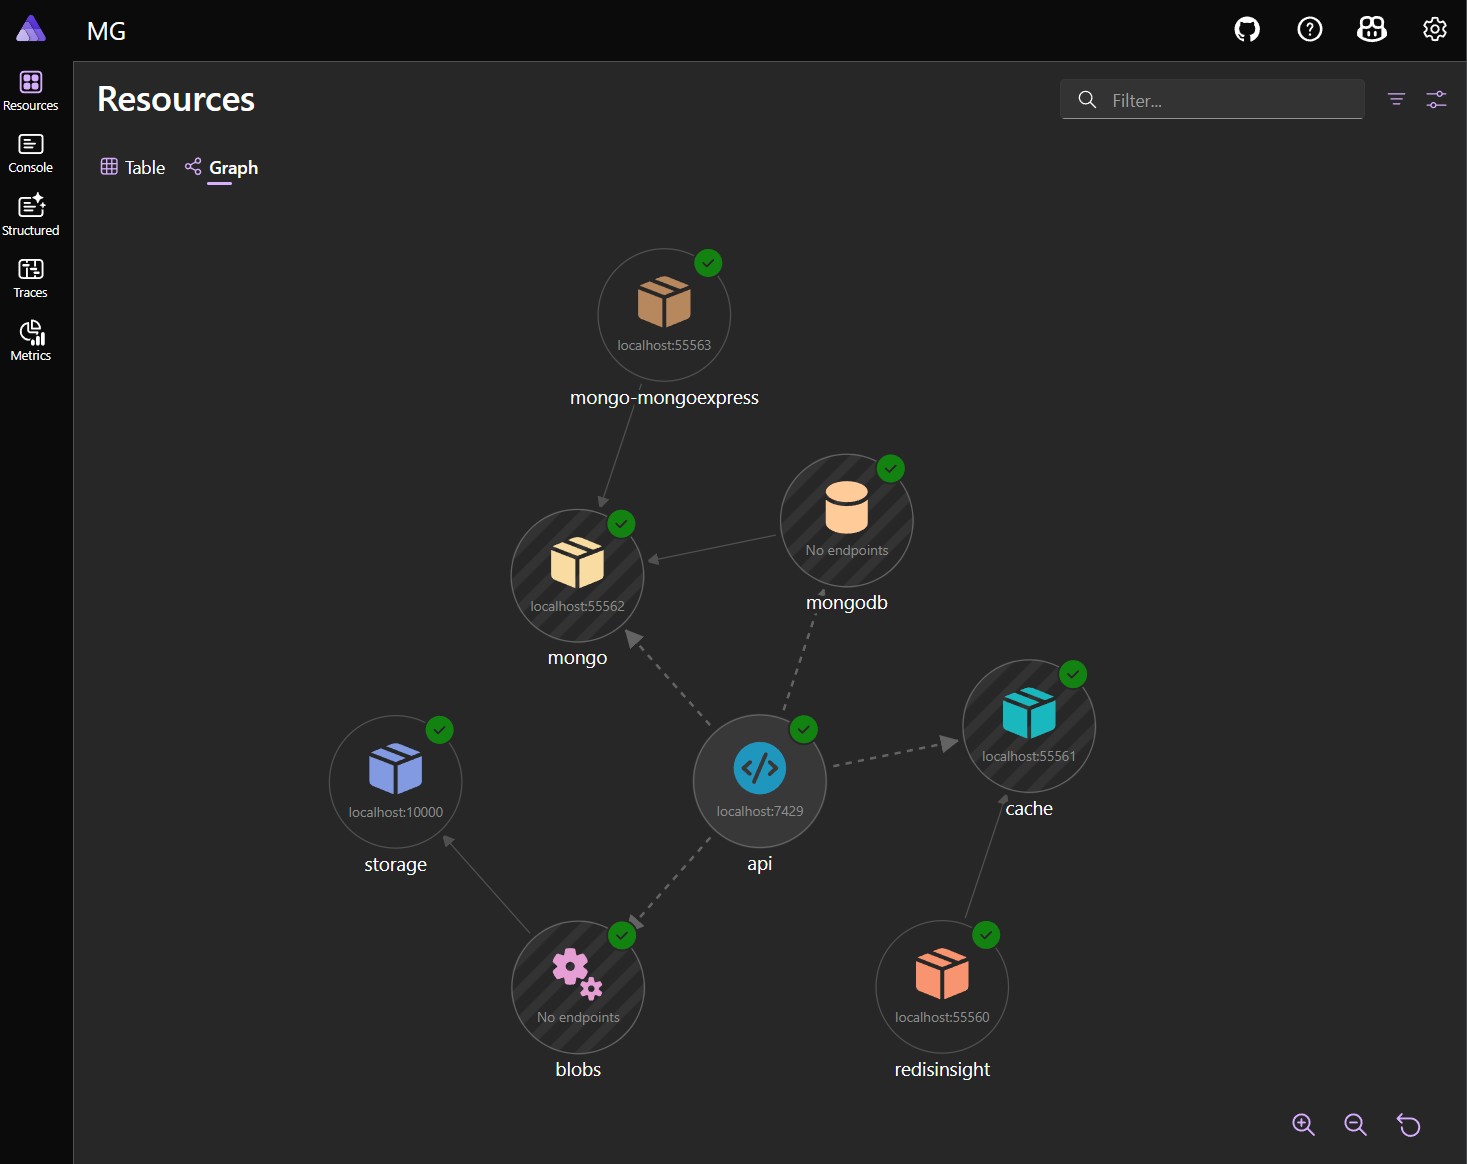 MG
Resources
Console
Structured
Traces
Metrics
Resources
Filter...
Table
Graph
localhost:55563
mongo-mongoexpress
No endpoints
mongodb
localhost:55562
mongo
localhost:55561
cache
localhost:10000
storage
localhost:7429
api
No endpoints
blobs
localhost:55560
redisinsight